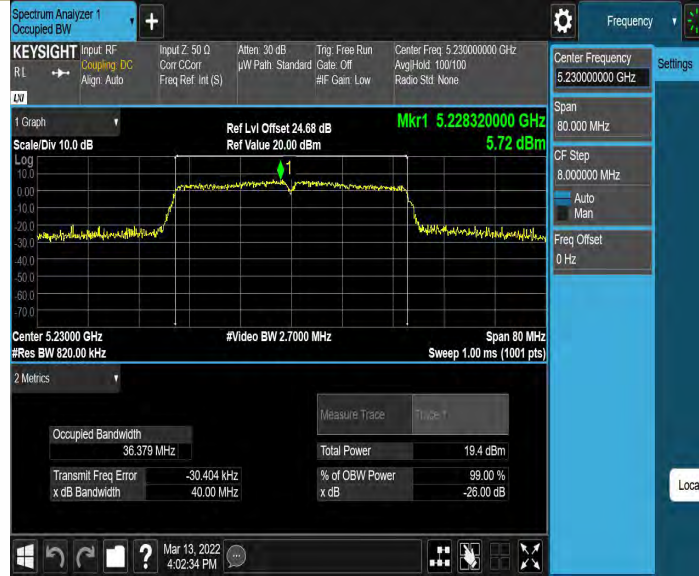 Spectrum Analyzer 1
Occupied BW
Frequency
KEYSIGHT
Input: RF
Coupling: DC
Align: Auto
Input Z: 50 Ω
Corr CCorr
Freq Ref: Int (S)
Atten: 30 dB
µW Path: Standard
Trig: Free Run
Gate: Off
#IF Gain: Low
Center Freq: 5.230000000 GHz
Avg|Hold: 100/100
Radio Std: None
R L
LXI
Center Frequency
5.230000000 GHz
Settings
Span
80.000 MHz
CF Step
8.000000 MHz
Auto
Man
Freq Offset
0 Hz
1 Graph
Scale/Div 10.0 dB
Ref Lvl Offset 24.68 dB
Ref Value 20.00 dBm
Mkr1 5.228320000 GHz
5.72 dBm
Log
10.0
0.00
-10.0
-20.0
-30.0
-40.0
-50.0
-60.0
-70.0
1
Center 5.23000 GHz
#Video BW 2.7000 MHz
Span 80 MHz
#Res BW 820.00 kHz
Sweep 1.00 ms (1001 pts)
2 Metrics
Measure Trace
Trace 1
Occupied Bandwidth
36.379 MHz
Total Power
19.4 dBm
Transmit Freq Error
-30.404 kHz
% of OBW Power
99.00 %
x dB Bandwidth
40.00 MHz
x dB
-26.00 dB
Loca
?
Mar 13, 2022
4:02:34 PM